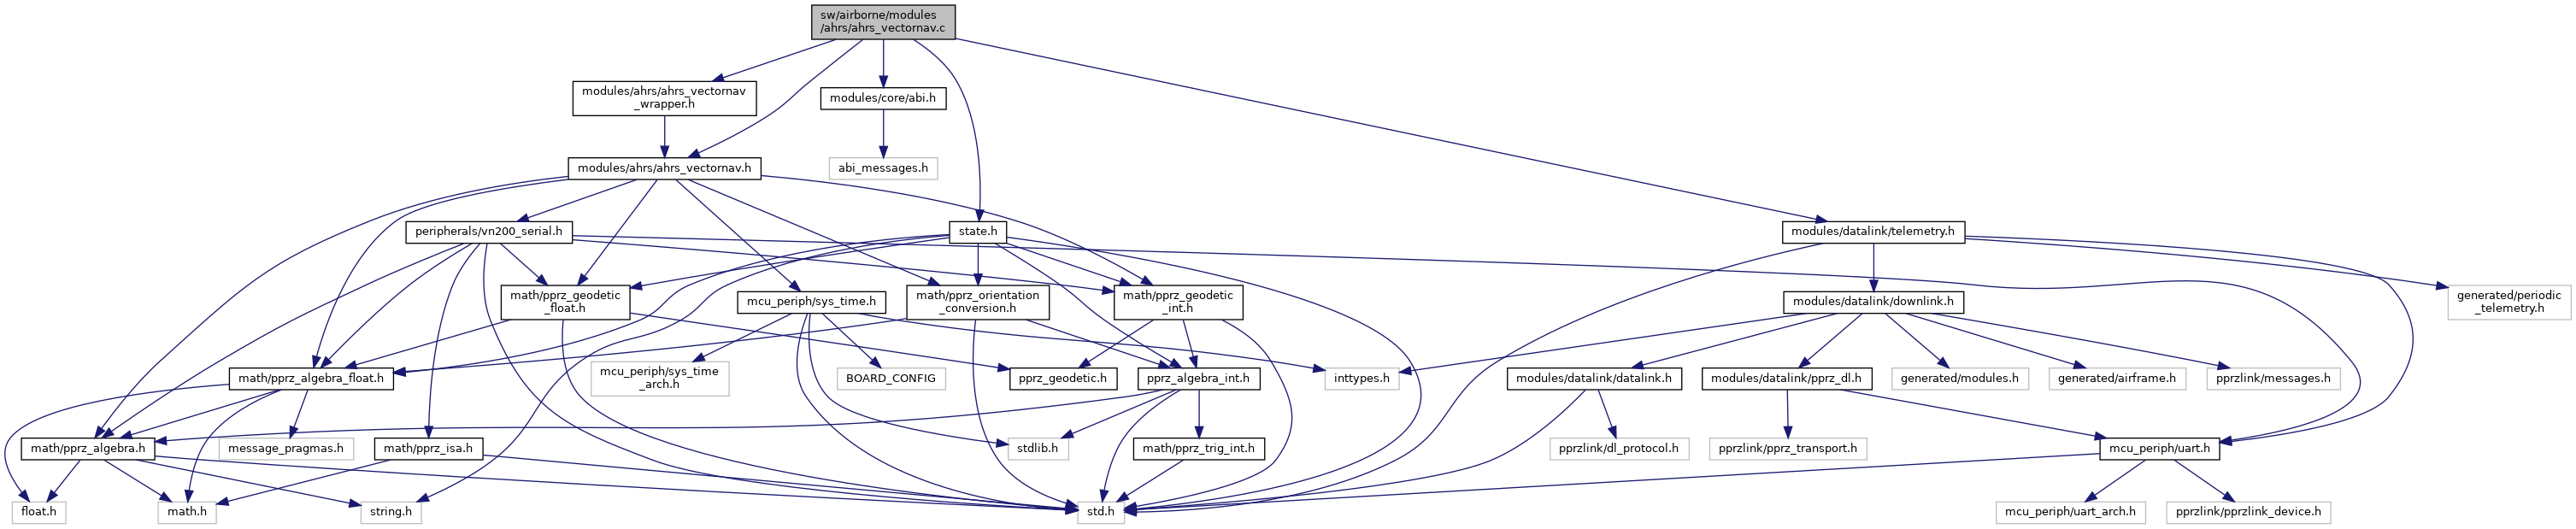 sw/airborne/modules
/ahrs/ahrs_vectornav.c
modules/ahrs/ahrs_vectornav
_wrapper.h
modules/core/abi.h
modules/ahrs/ahrs_vectornav.h
abi_messages.h
peripherals/vn200_serial.h
state.h
modules/datalink/telemetry.h
math/pprz_geodetic
_float.h
mcu_periph/sys_time.h
math/pprz_orientation
_conversion.h
math/pprz_geodetic
_int.h
modules/datalink/downlink.h
generated/periodic
_telemetry.h
math/pprz_algebra_float.h
mcu_periph/sys_time
_arch.h
BOARD_CONFIG
pprz_geodetic.h
pprz_algebra_int.h
inttypes.h
modules/datalink/datalink.h
modules/datalink/pprz_dl.h
generated/modules.h
generated/airframe.h
pprzlink/messages.h
math/pprz_algebra.h
message_pragmas.h
math/pprz_isa.h
stdlib.h
math/pprz_trig_int.h
pprzlink/dl_protocol.h
pprzlink/pprz_transport.h
mcu_periph/uart.h
float.h
math.h
string.h
std.h
mcu_periph/uart_arch.h
pprzlink/pprzlink_device.h